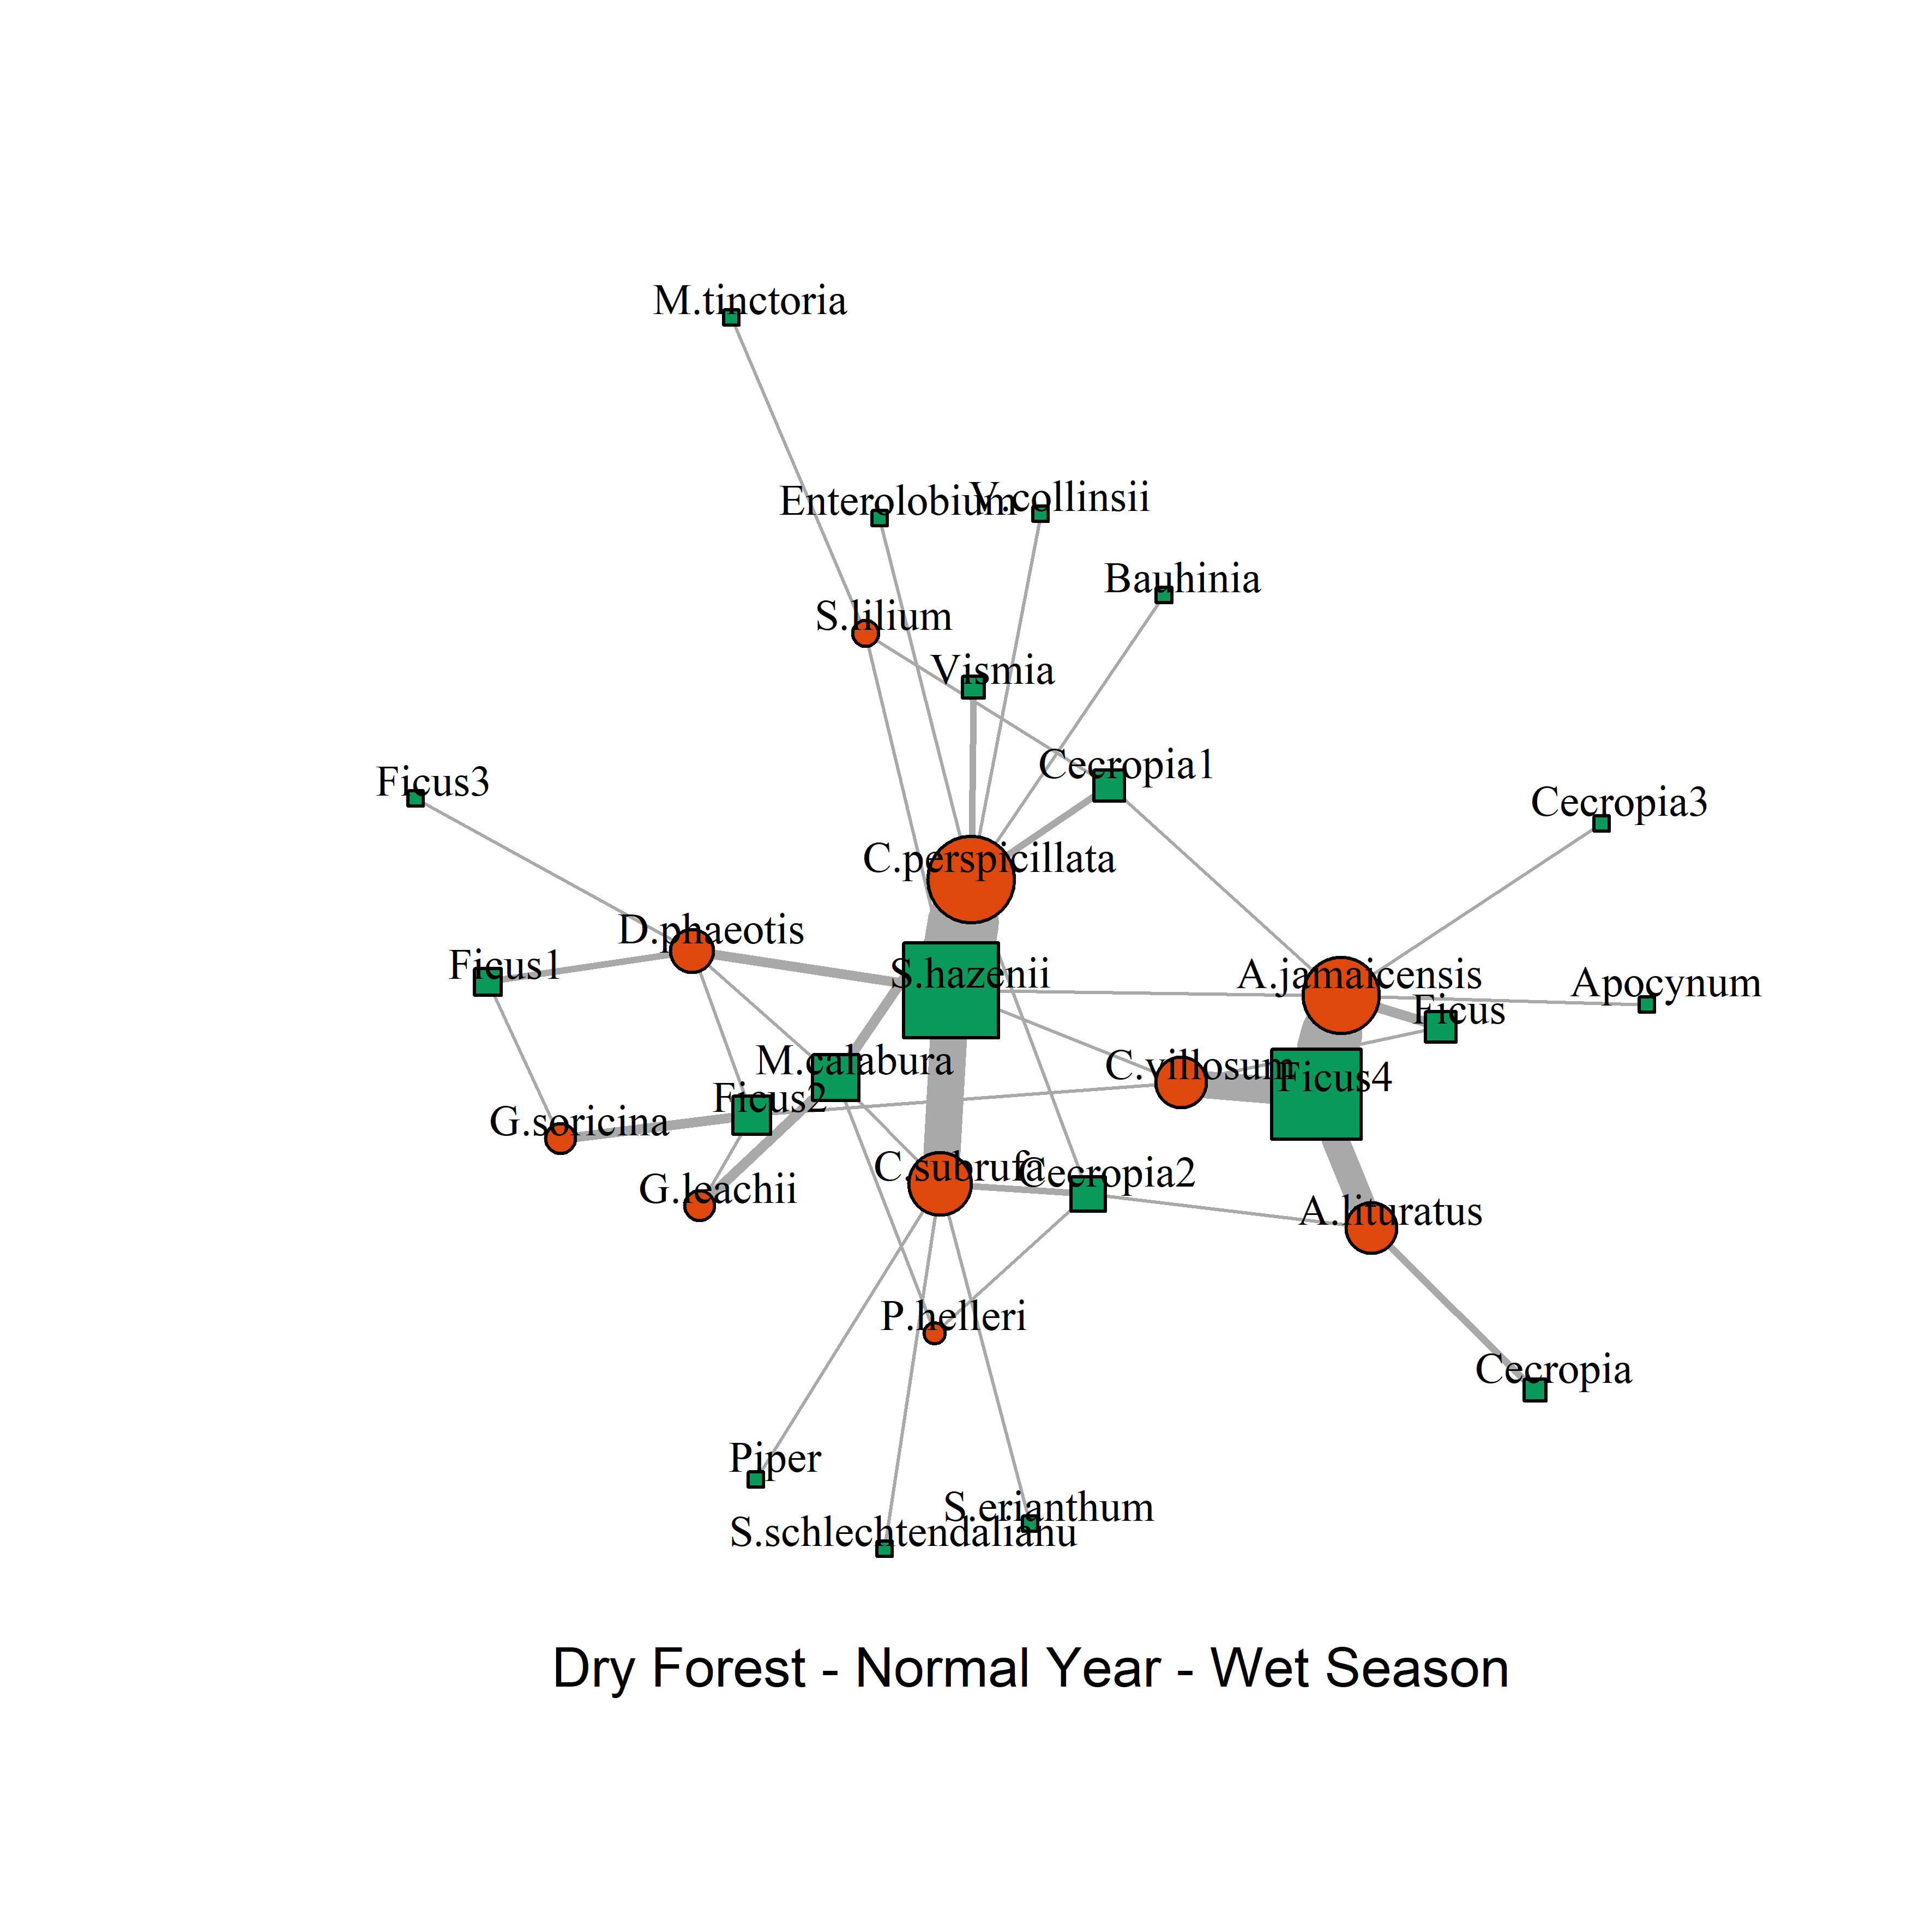 M.tinctoria
Enterolobium
V.collinsii
Bauhinia
S.lilium
Vismia
Cecropia1
Ficus3
Cecropia3
C.perspicillata
D.phaeotis
Ficus1
S.hazenii
A.jamaicensis
Apocynum
Ficus
M.calabura
C.villosum
Ficus4
Ficus2
G.soricina
C.subrufa
Cecropia2
G.leachii
A.lituratus
P.helleri
Cecropia
Piper
S.erianthum
S.schlechtendalianu
Dry Forest - Normal Year - Wet Season